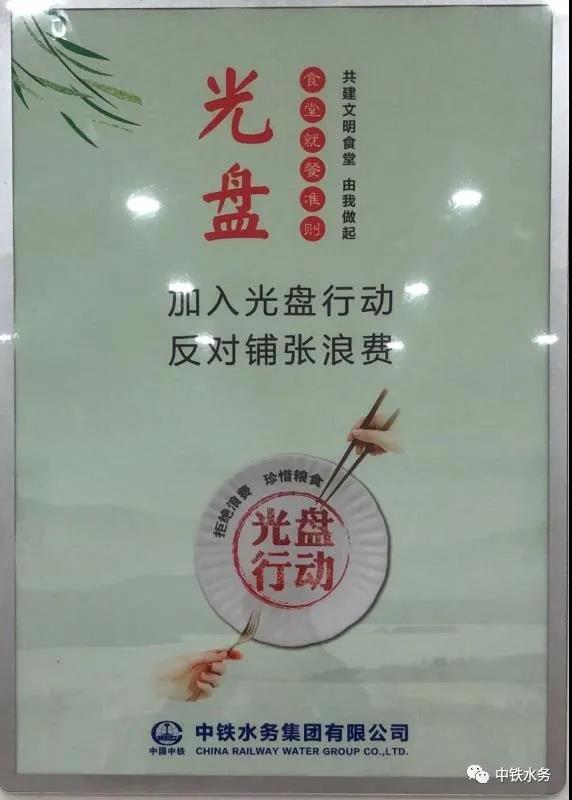 光盘
食堂就餐准则
共建文明食堂 由我做起
加入光盘行动
反对铺张浪费
拒绝浪费 珍惜粮食
光盘
行动
中国中铁
中铁水务集团有限公司
CHINA RAILWAY WATER GROUP CO.,LTD.
中铁水务